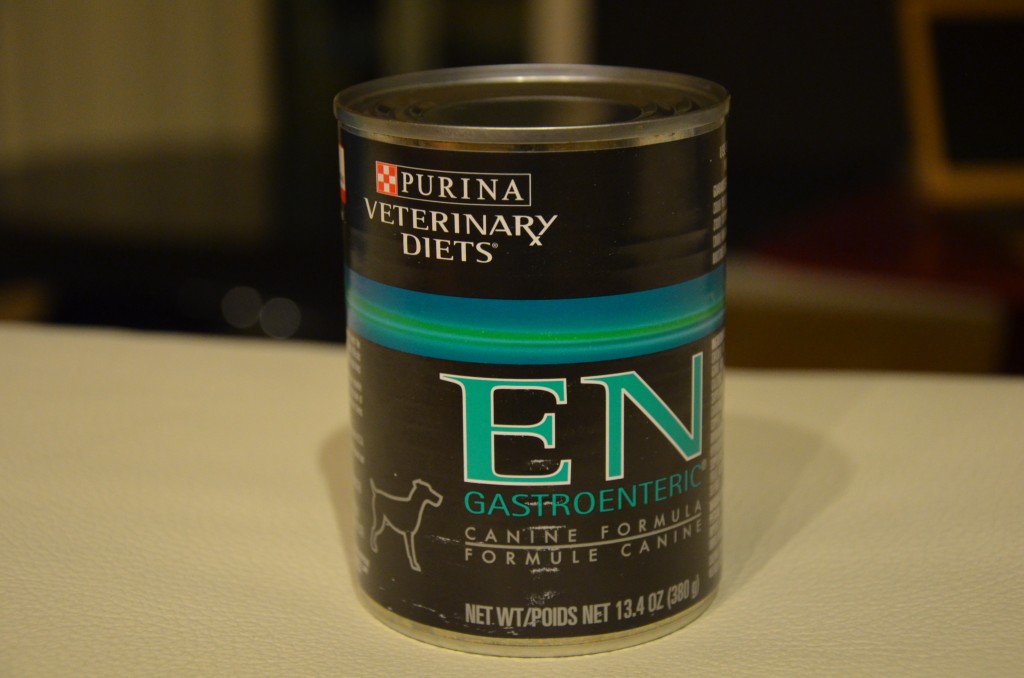 PURINA
VETERINARY
DIETS®
EN
GASTROENTERIC®
CANINE FORMULA
FORMULE CANINE
NET WT/POIDS NET 13.4 OZ (380 g)